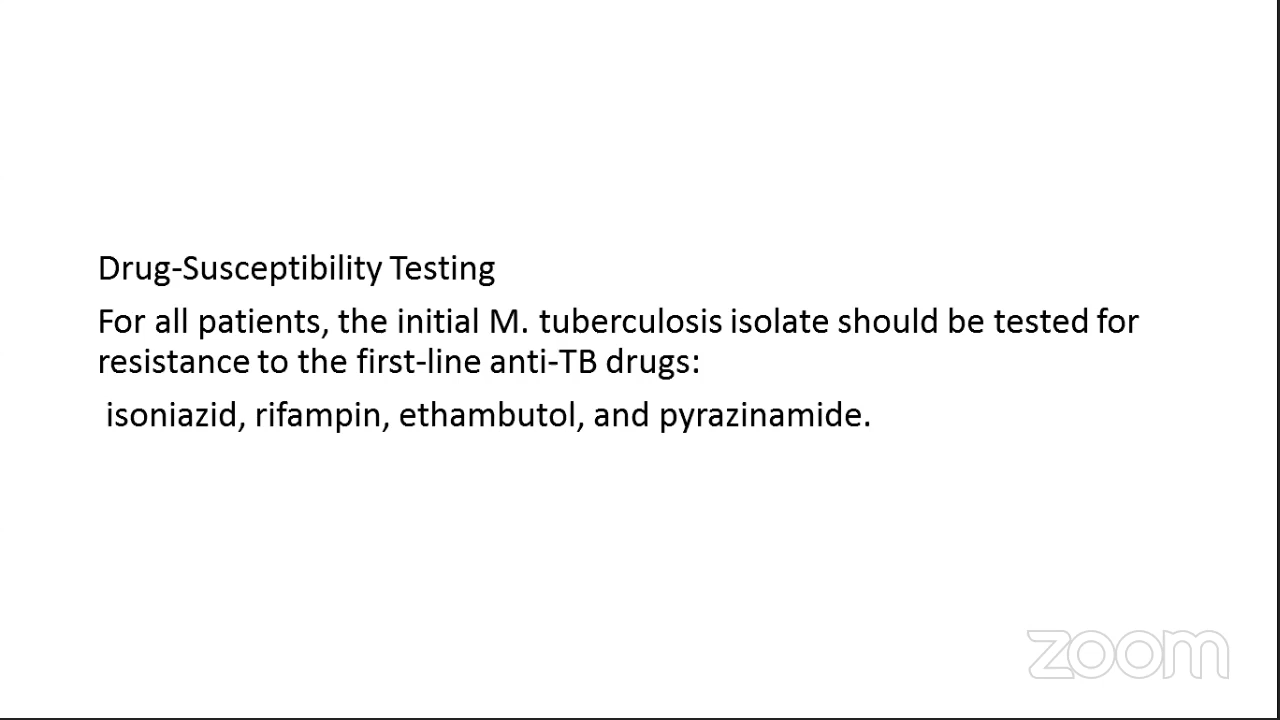 Drug-Susceptibility Testing
For all patients, the initial M. tuberculosis isolate should be tested for
resistance to the first-line anti-TB drugs:
isoniazid, rifampin, ethambutol, and pyrazinamide.
zoom